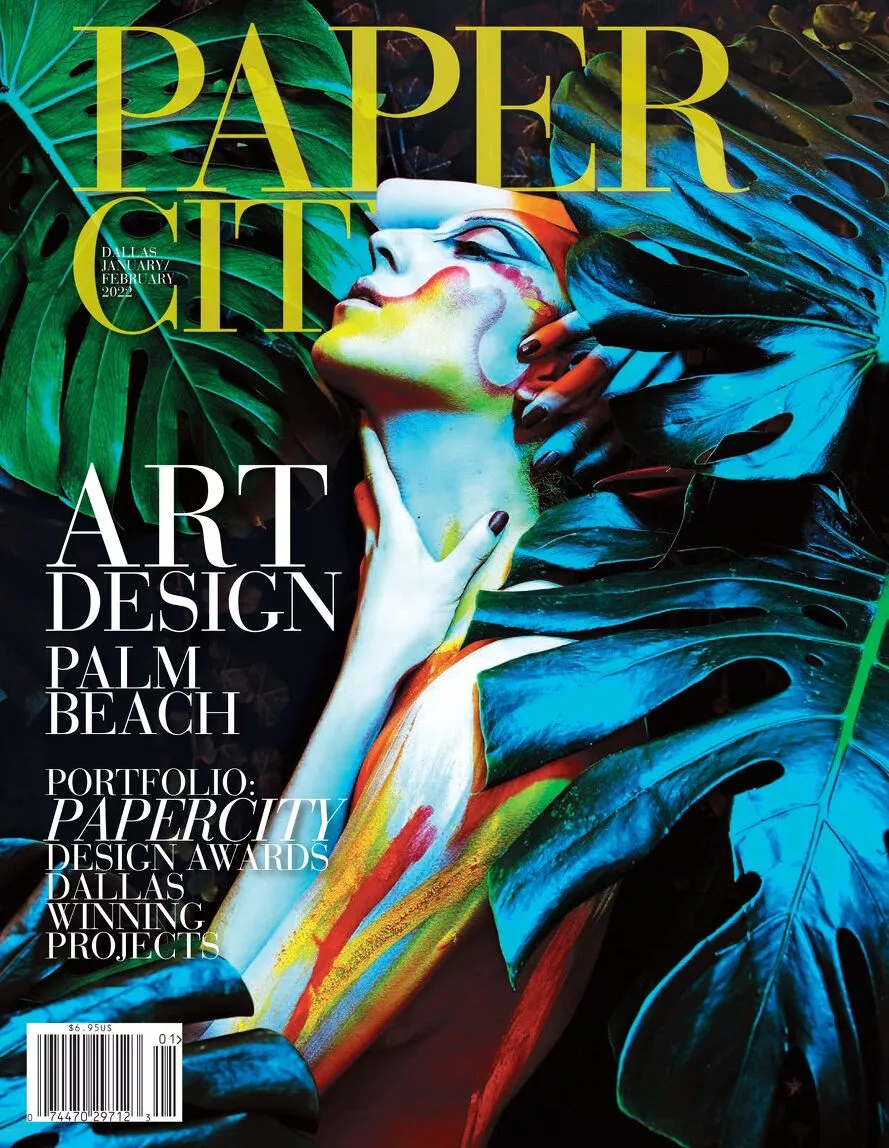 PAPER
CIT
DALLAS
JANUARY/
FEBRUARY
2022
ART
DESIGN
PALM
BEACH
PORTFOLIO:
PAPERCITY
DESIGN AWARDS
DALLAS
WINNING
PROJECTS
$6.95US
01>
0 74470 29712 3